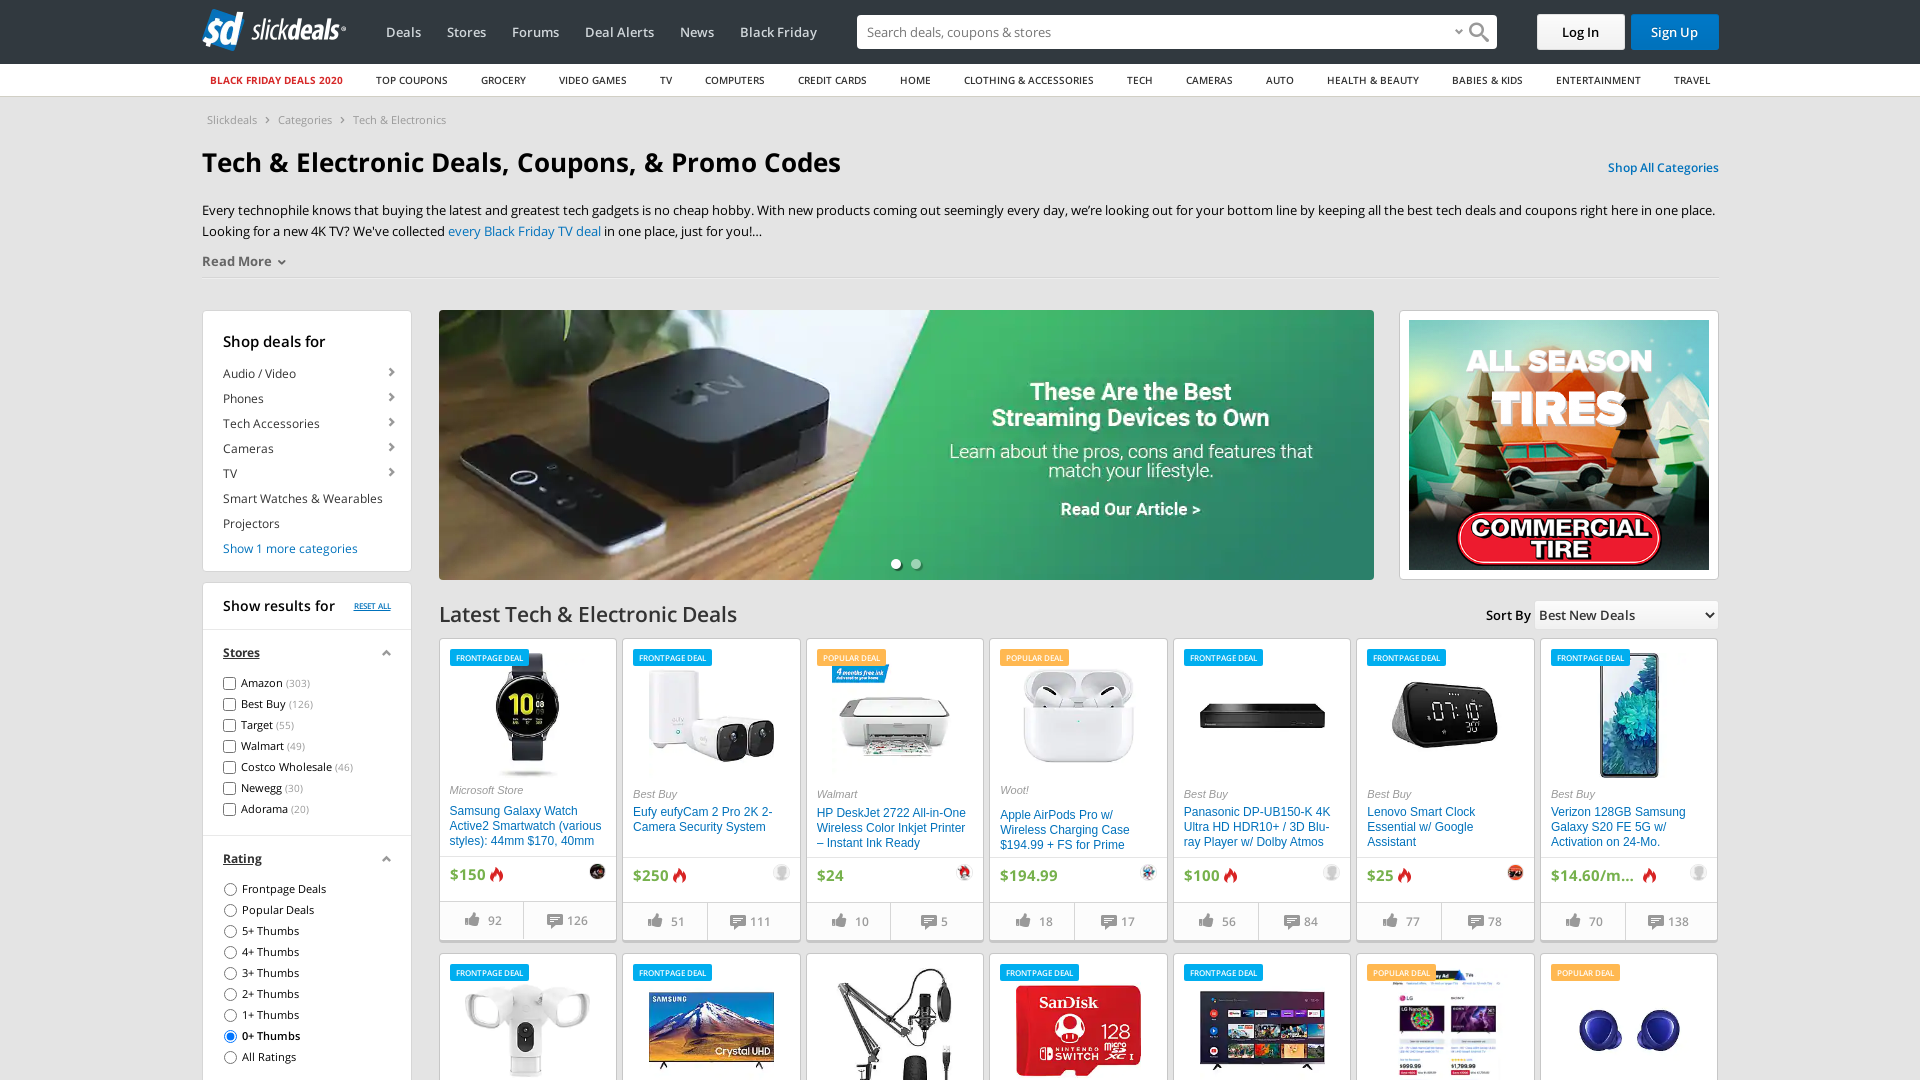 slickdeals
Deals
Stores
Forums
Deal Alerts
News
Black Friday
Search deals, coupons & stores
Log In
Sign Up
BLACK FRIDAY DEALS 2020
TOP COUPONS
GROCERY
VIDEO GAMES
TV
COMPUTERS
CREDIT CARDS
HOME
CLOTHING & ACCESSORIES
TECH
CAMERAS
AUTO
HEALTH & BEAUTY
BABIES & KIDS
ENTERTAINMENT
TRAVEL
Slickdeals > Categories > Tech & Electronics
Tech & Electronic Deals, Coupons, & Promo Codes
Shop All Categories
Every technophile knows that buying the latest and greatest tech gadgets is no cheap hobby. With new products coming out seemingly every day, we’re looking out for your bottom line by keeping all the best tech deals and coupons right here in one place.
Looking for a new 4K TV? We've collected every Black Friday TV deal in one place, just for you!...
Read More
Shop deals for
Audio / Video
Phones
Tech Accessories
Cameras
TV
Smart Watches & Wearables
Projectors
Show 1 more categories
Show results for
RESET ALL
Stores
Amazon (303)
Best Buy (126)
Target (55)
Walmart (49)
Costco Wholesale (46)
Newegg (30)
Adorama (20)
Rating
Frontpage Deals
Popular Deals
5+ Thumbs
4+ Thumbs
3+ Thumbs
2+ Thumbs
1+ Thumbs
0+ Thumbs
All Ratings
tv
These Are the Best
Streaming Devices to Own
Learn about the pros, cons and features that
match your lifestyle.
Read Our Article >
ALL SEASON
TIRES
COMMERCIAL
TIRE
Latest Tech & Electronic Deals
Sort By
Best New Deals
FRONTPAGE DEAL
Microsoft Store
Samsung Galaxy Watch
Active2 Smartwatch (various
styles): 44mm $170, 40mm
$150
92
126
FRONTPAGE DEAL
Best Buy
Eufy eufyCam 2 Pro 2K 2-
Camera Security System
$250
51
111
POPULAR DEAL
4 months free ink
Walmart
HP DeskJet 2722 All-in-One
Wireless Color Inkjet Printer
– Instant Ink Ready
$24
10
5
POPULAR DEAL
Woot!
Apple AirPods Pro w/
Wireless Charging Case
$194.99 + FS for Prime
$194.99
18
17
FRONTPAGE DEAL
Best Buy
Panasonic DP-UB150-K 4K
Ultra HD HDR10+ / 3D Blu-
ray Player w/ Dolby Atmos
$100
56
84
FRONTPAGE DEAL
07:10
Best Buy
Lenovo Smart Clock
Essential w/ Google
Assistant
$25
77
78
FRONTPAGE DEAL
Best Buy
Verizon 128GB Samsung
Galaxy S20 FE 5G w/
Activation on 24-Mo.
$14.60/m...
70
138
FRONTPAGE DEAL
FRONTPAGE DEAL
SAMSUNG
Crystal UHD
FRONTPAGE DEAL
SanDisk
128
NINTENDO
SWITCH
micro
FRONTPAGE DEAL
POPULAR DEAL
LG
$999.99
$1,799.99
POPULAR DEAL